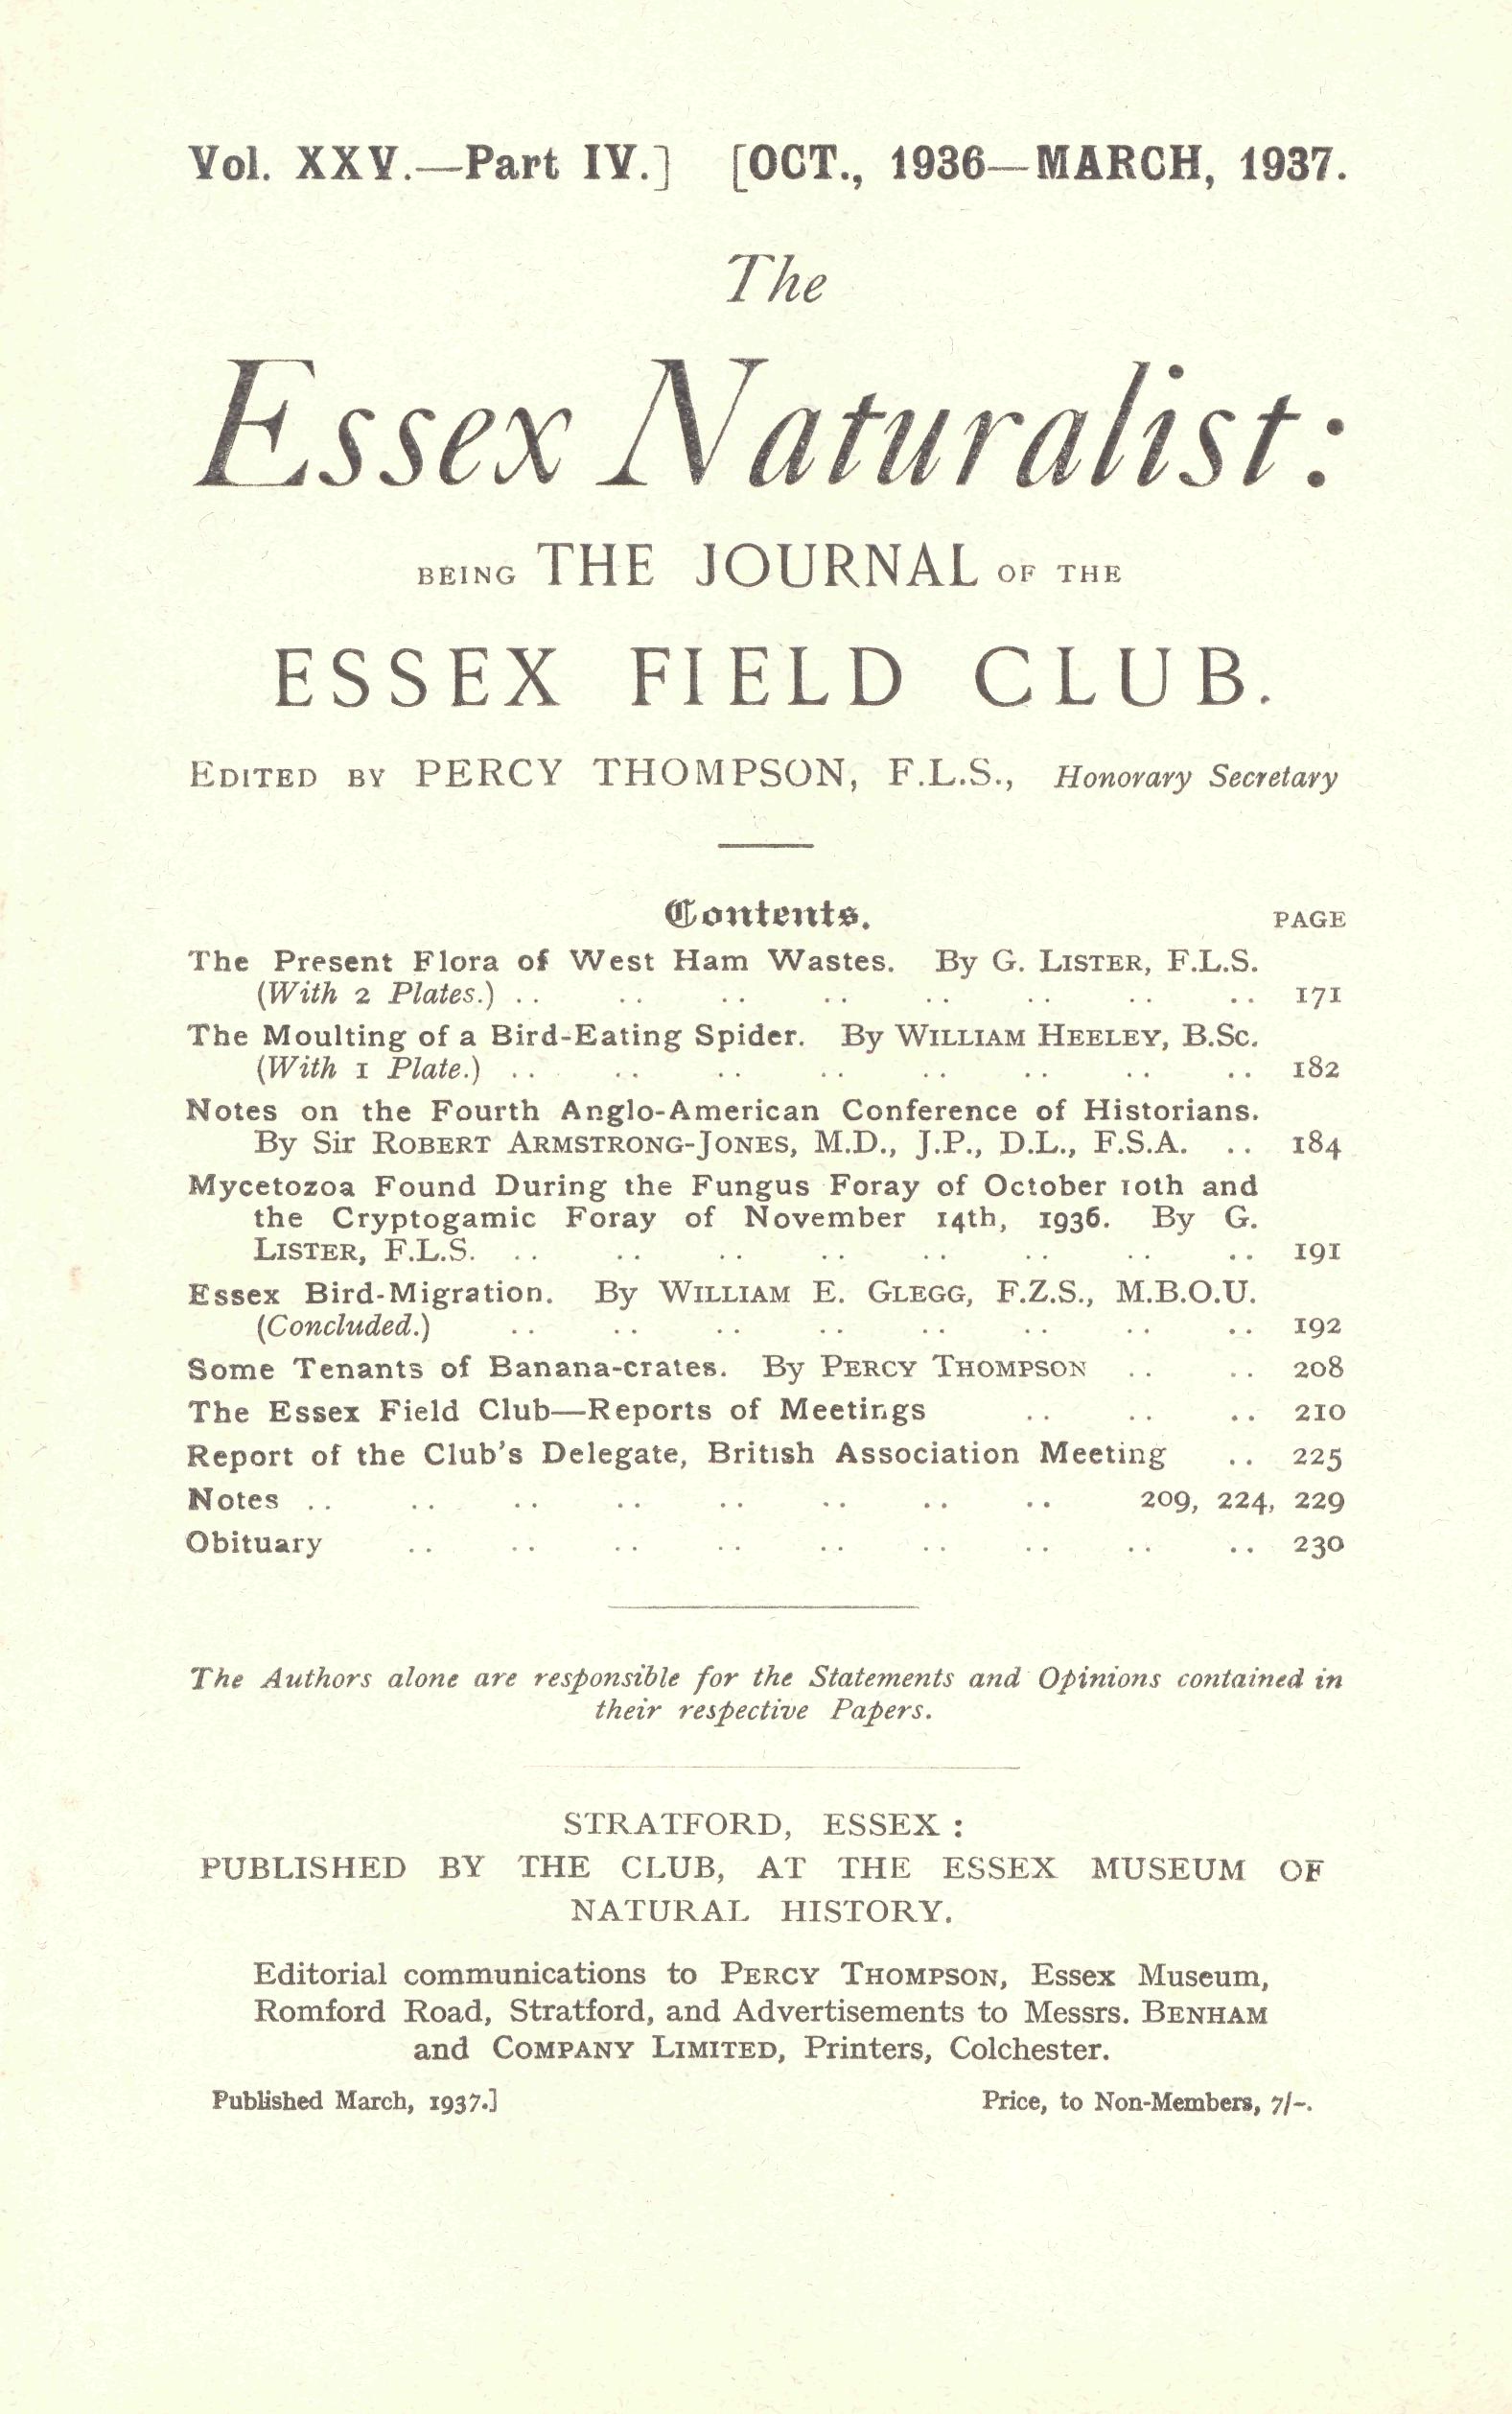 Vol. XXV.—Part IV.] [OCT., 1936—MARCH, 1937.
The
Essex Naturalist:
BEING THE JOURNAL OF THE
ESSEX FIELD CLUB.
EDITED BY PERCY THOMPSON, F.L.S., Honorary Secretary
Contents. PAGE
The Present Flora of West Ham Wastes. By G. LISTER, F.L.S.
(With 2 Plates.) .. .. .. .. .. .. .. .. 171
The Moulting of a Bird-Eating Spider. By WILLIAM HEELEY, B.Sc.
(With 1 Plate.) .. .. .. .. .. .. .. .. 182
Notes on the Fourth Anglo-American Conference of Historians.
By Sir ROBERT ARMSTRONG-JONES, M.D., J.P., D.L., F.S.A. .. 184
Mycetozoa Found During the Fungus Foray of October 10th and
the Cryptogamic Foray of November 14th, 1936. By G.
LISTER, F.L.S. .. .. .. .. .. .. .. .. 191
Essex Bird-Migration. By WILLIAM E. GLEGG, F.Z.S., M.B.O.U.
(Concluded.) .. .. .. .. .. .. .. .. 192
Some Tenants of Banana-crates. By PERCY THOMPSON .. .. 208
The Essex Field Club—Reports of Meetings .. .. .. 210
Report of the Club's Delegate, British Association Meeting .. 225
Notes .. .. .. .. .. .. .. .. 209, 224, 229
Obituary .. .. .. .. .. .. .. .. .. 230
The Authors alone are responsible for the Statements and Opinions contained in
their respective Papers.
STRATFORD, ESSEX :
PUBLISHED BY THE CLUB, AT THE ESSEX MUSEUM OF
NATURAL HISTORY.
Editorial communications to PERCY THOMPSON, Essex Museum,
Romford Road, Stratford, and Advertisements to Messrs. BENHAM
and COMPANY LIMITED, Printers, Colchester.
Published March, 1937.] Price, to Non-Members, 7/-.